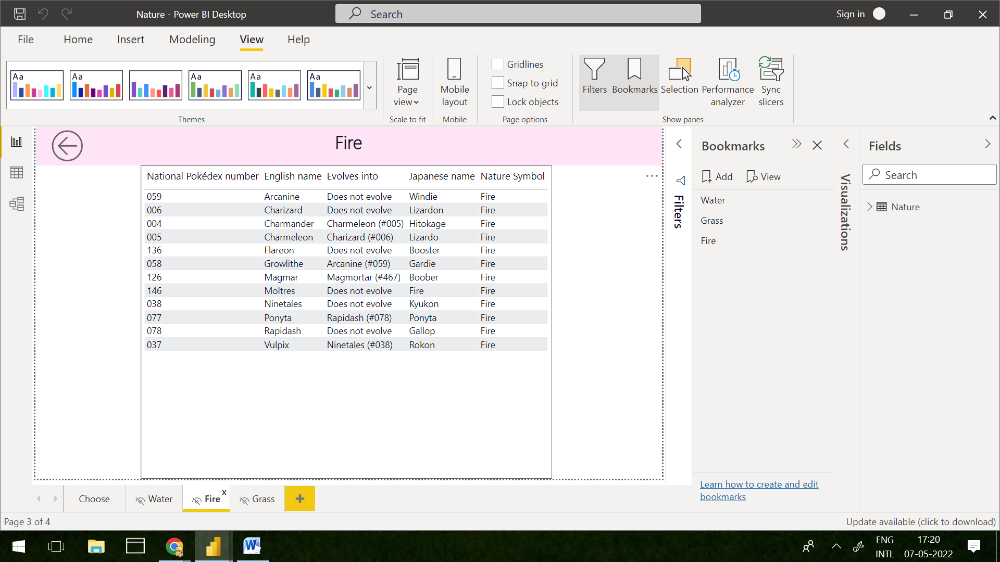 Nature - Power BI Desktop
Search
Sign in
File
Home
Insert
Modeling
View
Help
Aa
Aa
Aa
Aa
Aa
Page view
Mobile layout
Gridlines
Snap to grid
Lock objects
Filters
Bookmarks
Selection
Performance analyzer
Sync slicers
Themes
Scale to fit
Mobile
Page options
Show panes
Fire
National Pokédex number English name Evolves into Japanese name Nature Symbol
059 Arcanine Does not evolve Windie Fire
006 Charizard Does not evolve Lizardon Fire
004 Charmander Charmeleon (#005) Hitokage Fire
005 Charmeleon Charizard (#006) Lizardo Fire
136 Flareon Does not evolve Booster Fire
058 Growlithe Arcanine (#059) Gardie Fire
126 Magmar Magmortar (#467) Boober Fire
146 Moltres Does not evolve Fire Fire
038 Ninetales Does not evolve Kyukon Fire
077 Ponyta Rapidash (#078) Ponyta Fire
078 Rapidash Does not evolve Gallop Fire
037 Vulpix Ninetales (#038) Rokon Fire
Filters
Bookmarks
Add
View
Water
Grass
Fire
Learn how to create and edit
bookmarks
Visualizations
Fields
Search
Nature
Choose
Water
Fire
x
Grass
+
Page 3 of 4
Update available (click to download)
W
ENG
INTL
17:20
07-05-2022